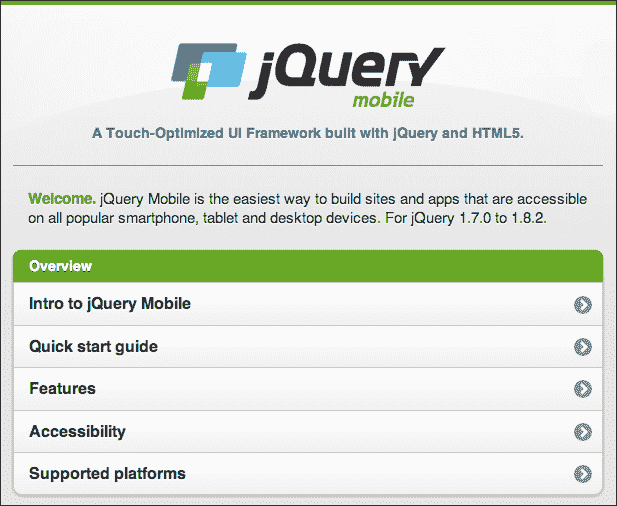 jQuery
mobile
A Touch-Optimized UI Framework built with jQuery and HTML5.
Welcome. jQuery Mobile is the easiest way to build sites and apps that are accessible
on all popular smartphone, tablet and desktop devices. For jQuery 1.7.0 to 1.8.2.
Overview
Intro to jQuery Mobile
Quick start guide
Features
Accessibility
Supported platforms